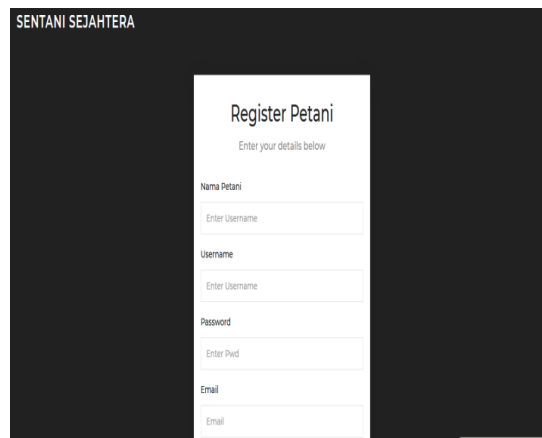 SENTANI SEJAHTERA
Register Petani
Enter your details below
Nama Petani
Enter Username
Username
Enter Username
Password
Enter Pwd
Email
Email